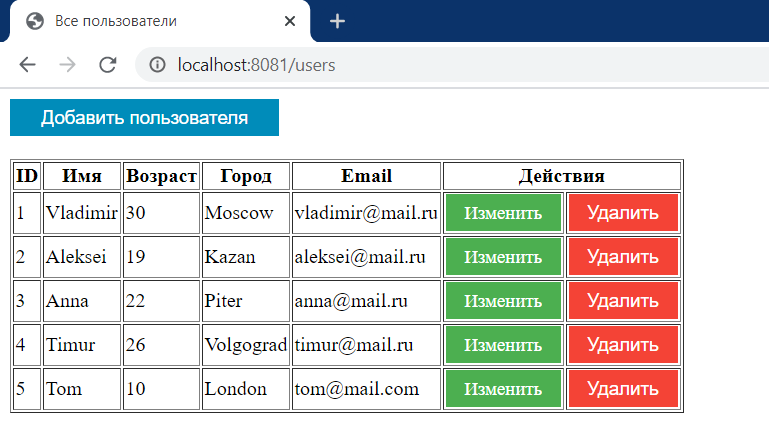 Все пользователи
localhost:8081/users
Добавить пользователя
ID Имя Возраст Город Email Действия
1 Vladimir 30 Moscow vladimir@mail.ru Изменить Удалить
2 Aleksei 19 Kazan aleksei@mail.ru Изменить Удалить
3 Anna 22 Piter anna@mail.ru Изменить Удалить
4 Timur 26 Volgograd timur@mail.ru Изменить Удалить
5 Tom 10 London tom@mail.com Изменить Удалить